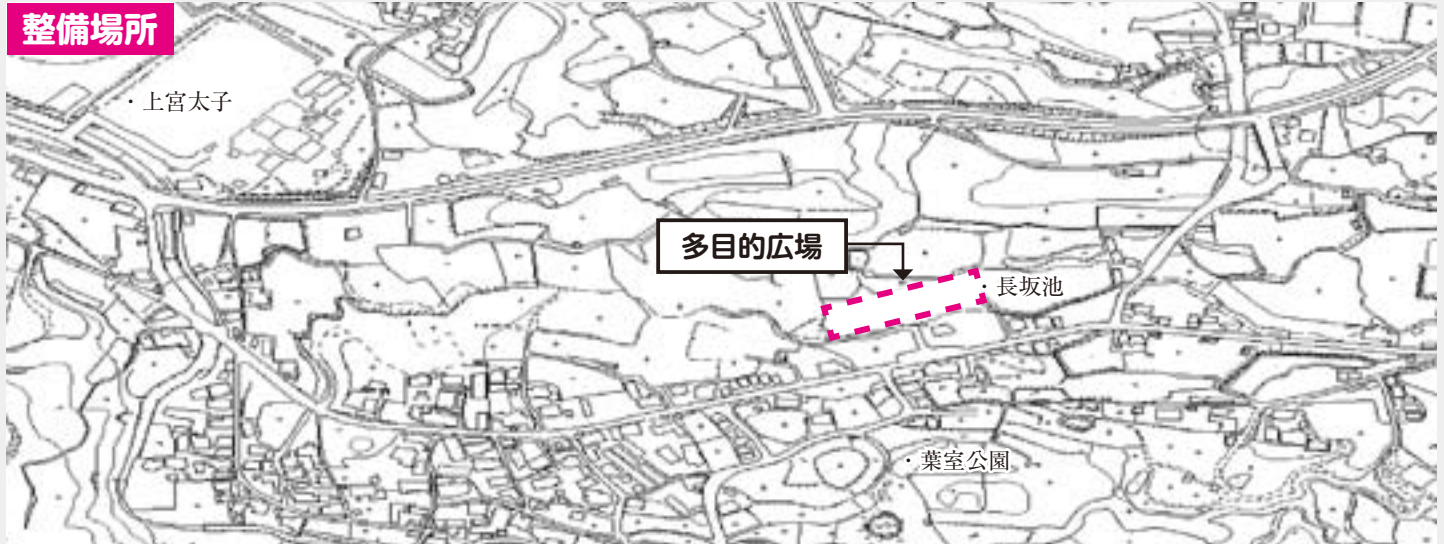 整備場所
・上宮太子
多目的広場
・長坂池
・葉室公園